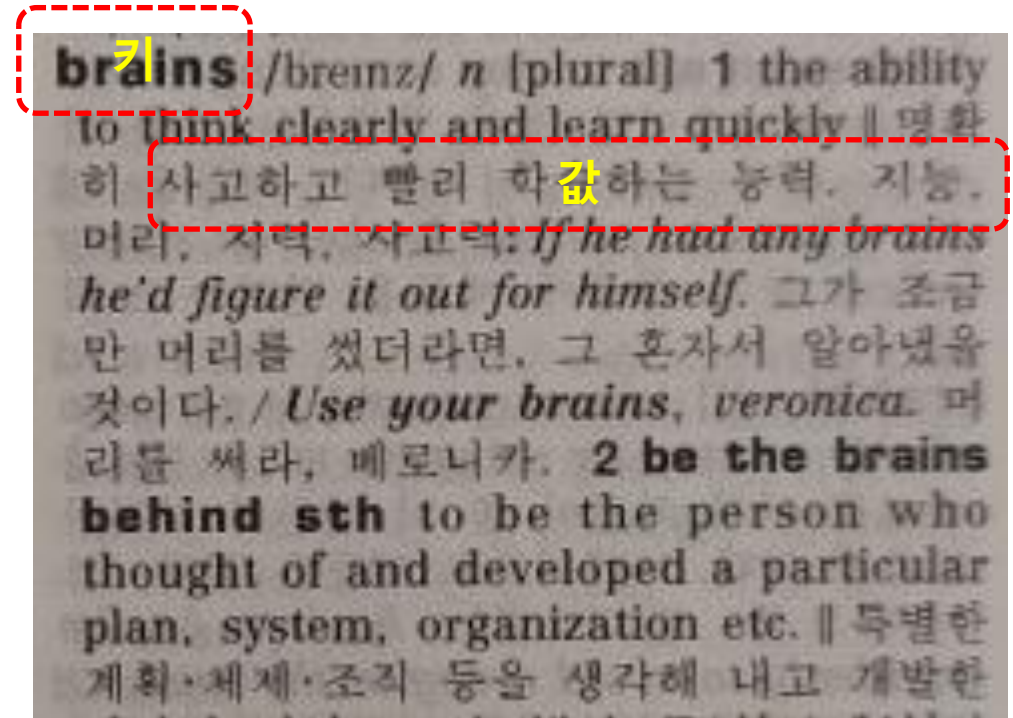 키
brains /breɪnz/ n [plural] 1 the ability
to think clearly and learn quickly ‖ 명확
값
히 사고하고 빨리 학 하는 능력. 지능.
머리. 지력. 사고력: If he had any brains
he'd figure it out for himself. 그가 조금
만 머리를 썼더라면, 그 혼자서 알아냈을
것이다. / Use your brains, veronica. 머
리를 써라, 베로니카. 2 be the brains
behind sth to be the person who
thought of and developed a particular
plan, system, organization etc. ‖ 특별한
계획·체제·조직 등을 생각해 내고 개발한